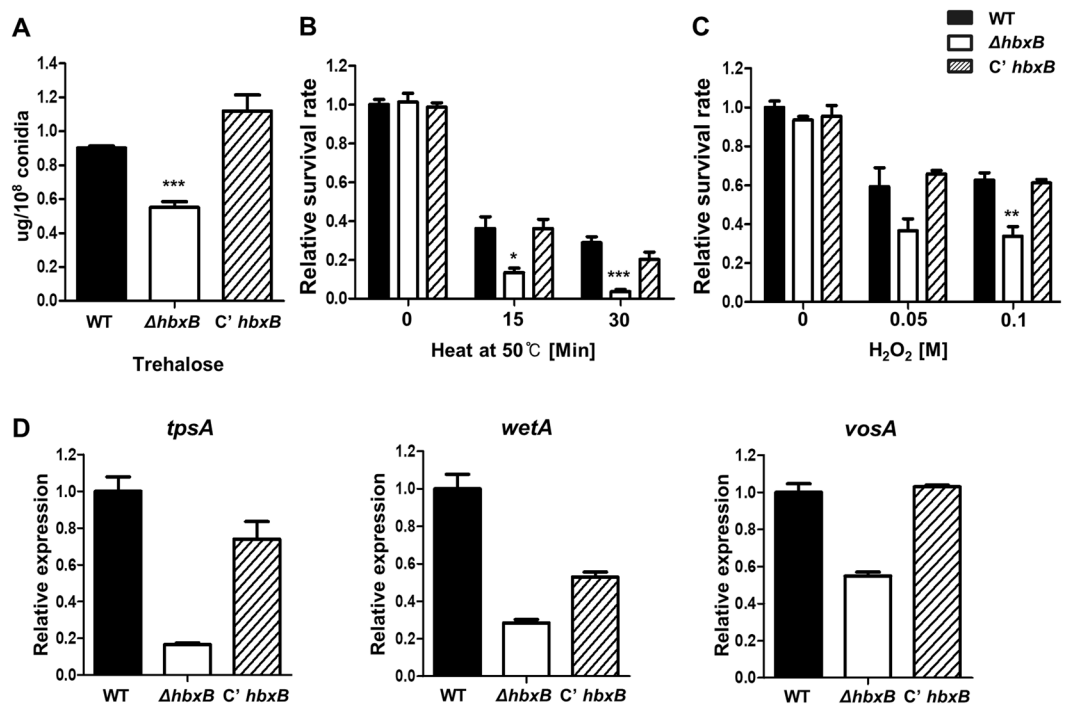 WT
ΔhbxB
C' hbxB
A
ug/10⁸ conidia
1.4
1.2
1.0
0.8
0.6
0.4
0.2
0.0
***
WT ΔhbxB C' hbxB
Trehalose
B
Relative survival rate
1.2
1.0
0.8
0.6
0.4
0.2
0.0
*
***
0 15 30
Heat at 50℃ [Min]
C
Relative survival rate
1.2
1.0
0.8
0.6
0.4
0.2
0.0
**
0 0.05 0.1
H₂O₂ [M]
D
tpsA
Relative expression
1.2
1.0
0.8
0.6
0.4
0.2
0.0
WT ΔhbxB C' hbxB
wetA
Relative expression
1.2
1.0
0.8
0.6
0.4
0.2
0.0
WT ΔhbxB C' hbxB
vosA
Relative expression
1.2
1.0
0.8
0.6
0.4
0.2
0.0
WT ΔhbxB C' hbxB